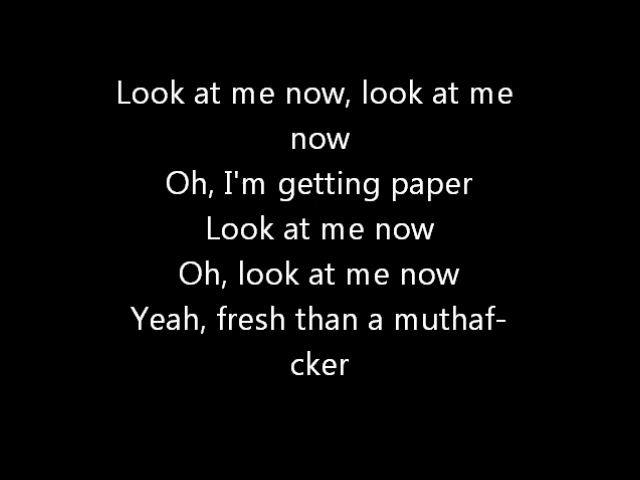 Look at me now, look at me
now
Oh, I'm getting paper
Look at me now
Oh, look at me now
Yeah, fresh than a muthaf-
cker